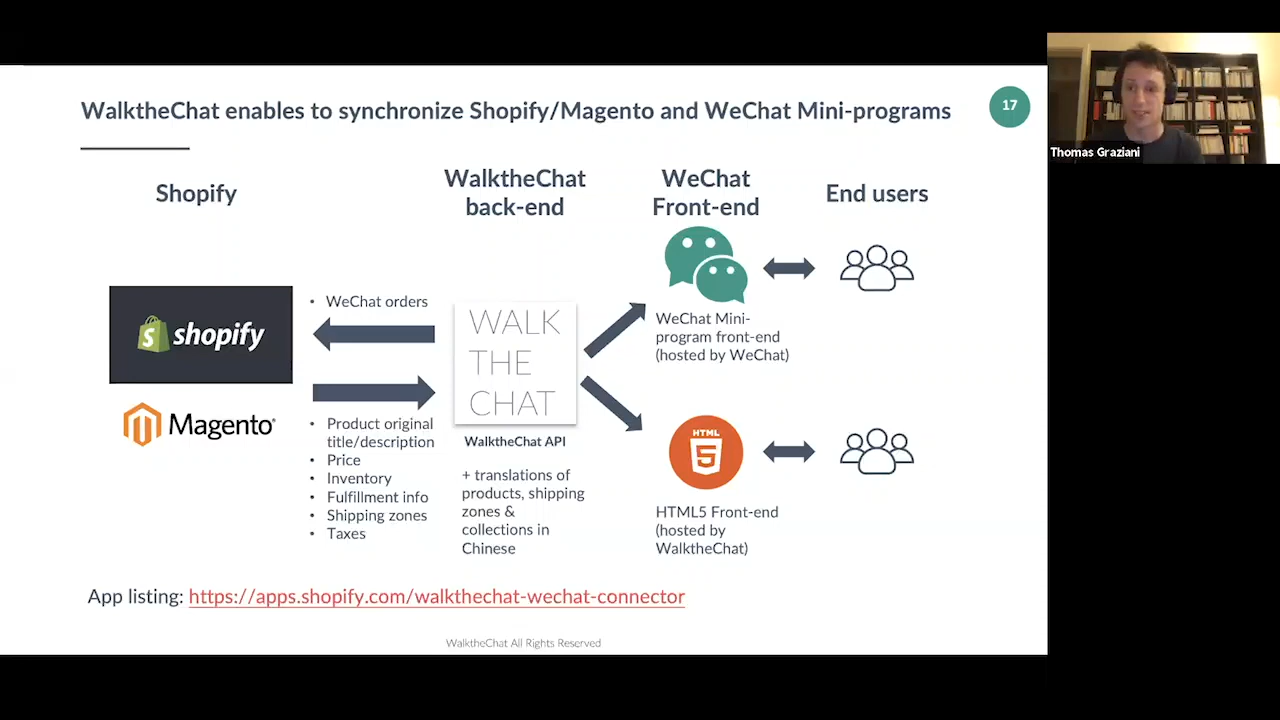 WalktheChat enables to synchronize Shopify/Magento and WeChat Mini-programs
17
Thomas Graziani
Shopify
WalktheChat
back-end
WeChat
Front-end
End users
shopify
Magento
• WeChat orders
• Product original
title/description
• Price
• Inventory
• Fulfillment info
• Shipping zones
• Taxes
WALK
THE
CHAT
WalktheChat API
+ translations of
products, shipping
zones &
collections in
Chinese
WeChat Mini-
program front-end
(hosted by WeChat)
HTML
5
HTML5 Front-end
(hosted by
WalktheChat)
App listing: https://apps.shopify.com/walkthechat-wechat-connector
WalktheChat All Rights Reserved